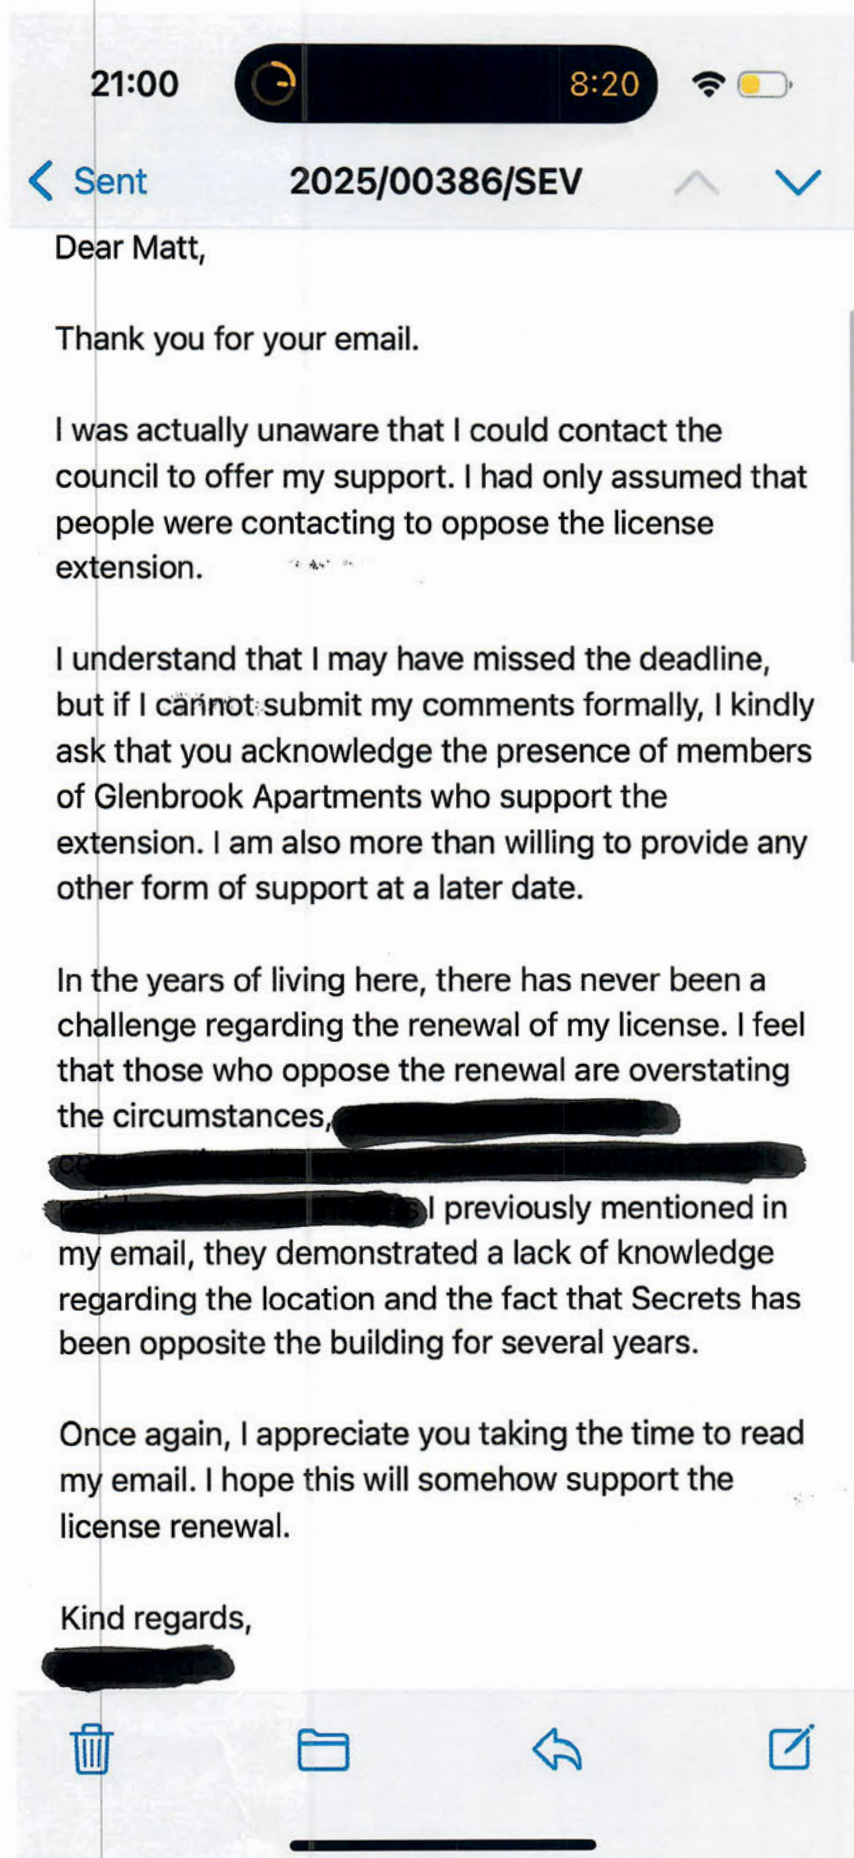 21:00
8:20
Sent
2025/00386/SEV
Dear Matt,
Thank you for your email.
I was actually unaware that I could contact the
council to offer my support. I had only assumed that
people were contacting to oppose the license
extension.
I understand that I may have missed the deadline,
but if I cannot submit my comments formally, I kindly
ask that you acknowledge the presence of members
of Glenbrook Apartments who support the
extension. I am also more than willing to provide any
other form of support at a later date.
In the years of living here, there has never been a
challenge regarding the renewal of my license. I feel
that those who oppose the renewal are overstating
the circumstances,
I previously mentioned in
my email, they demonstrated a lack of knowledge
regarding the location and the fact that Secrets has
been opposite the building for several years.
Once again, I appreciate you taking the time to read
my email. I hope this will somehow support the
license renewal.
Kind regards,